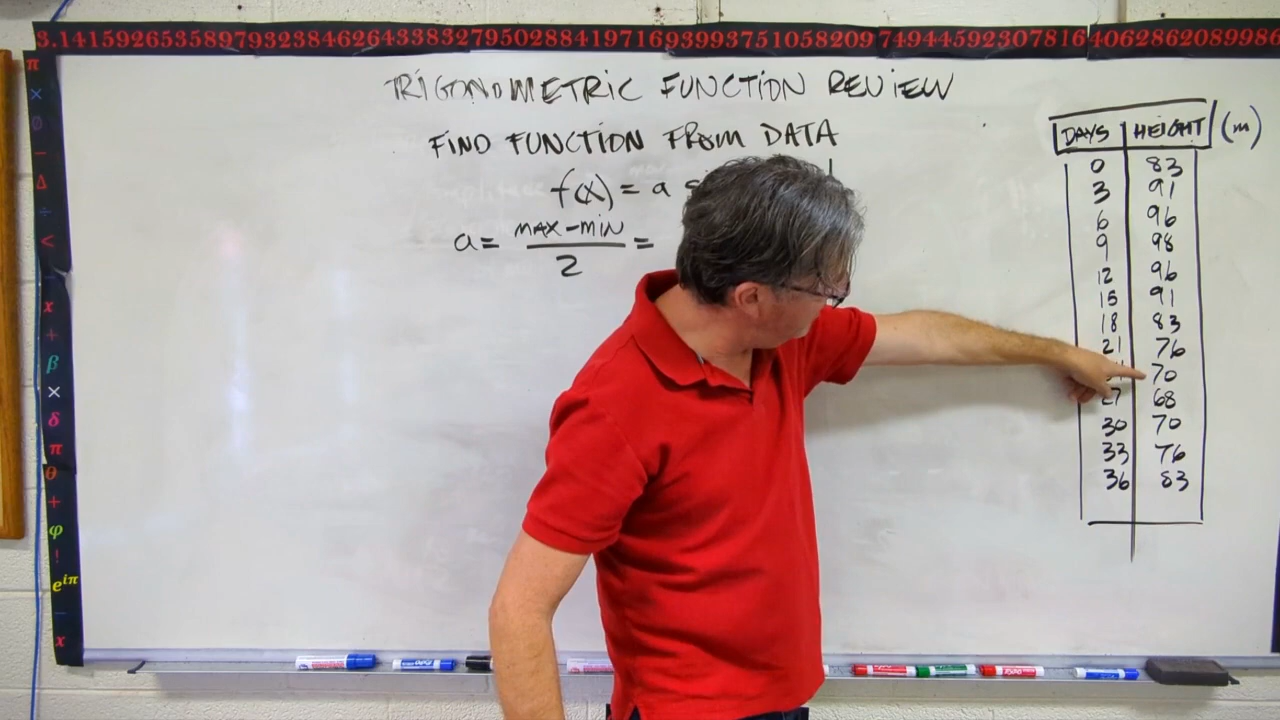 3.141592653589793238462643383279502884197169399375105820974944592307816406286208998
TRIGONOMETRIC FUNCTION REVIEW
FIND FUNCTION FROM DATA
f(x) = a
a = MAX-MIN =
2
DAYS HEIGHT (m)
0 83
3 91
6 96
9 98
12 96
15 91
18 83
21 76
70
27 68
30 70
33 76
36 83
π
×
Δ
÷
<
x
+
β
×
δ
π
θ
+
φ
!
e^iπ
x
EXPO